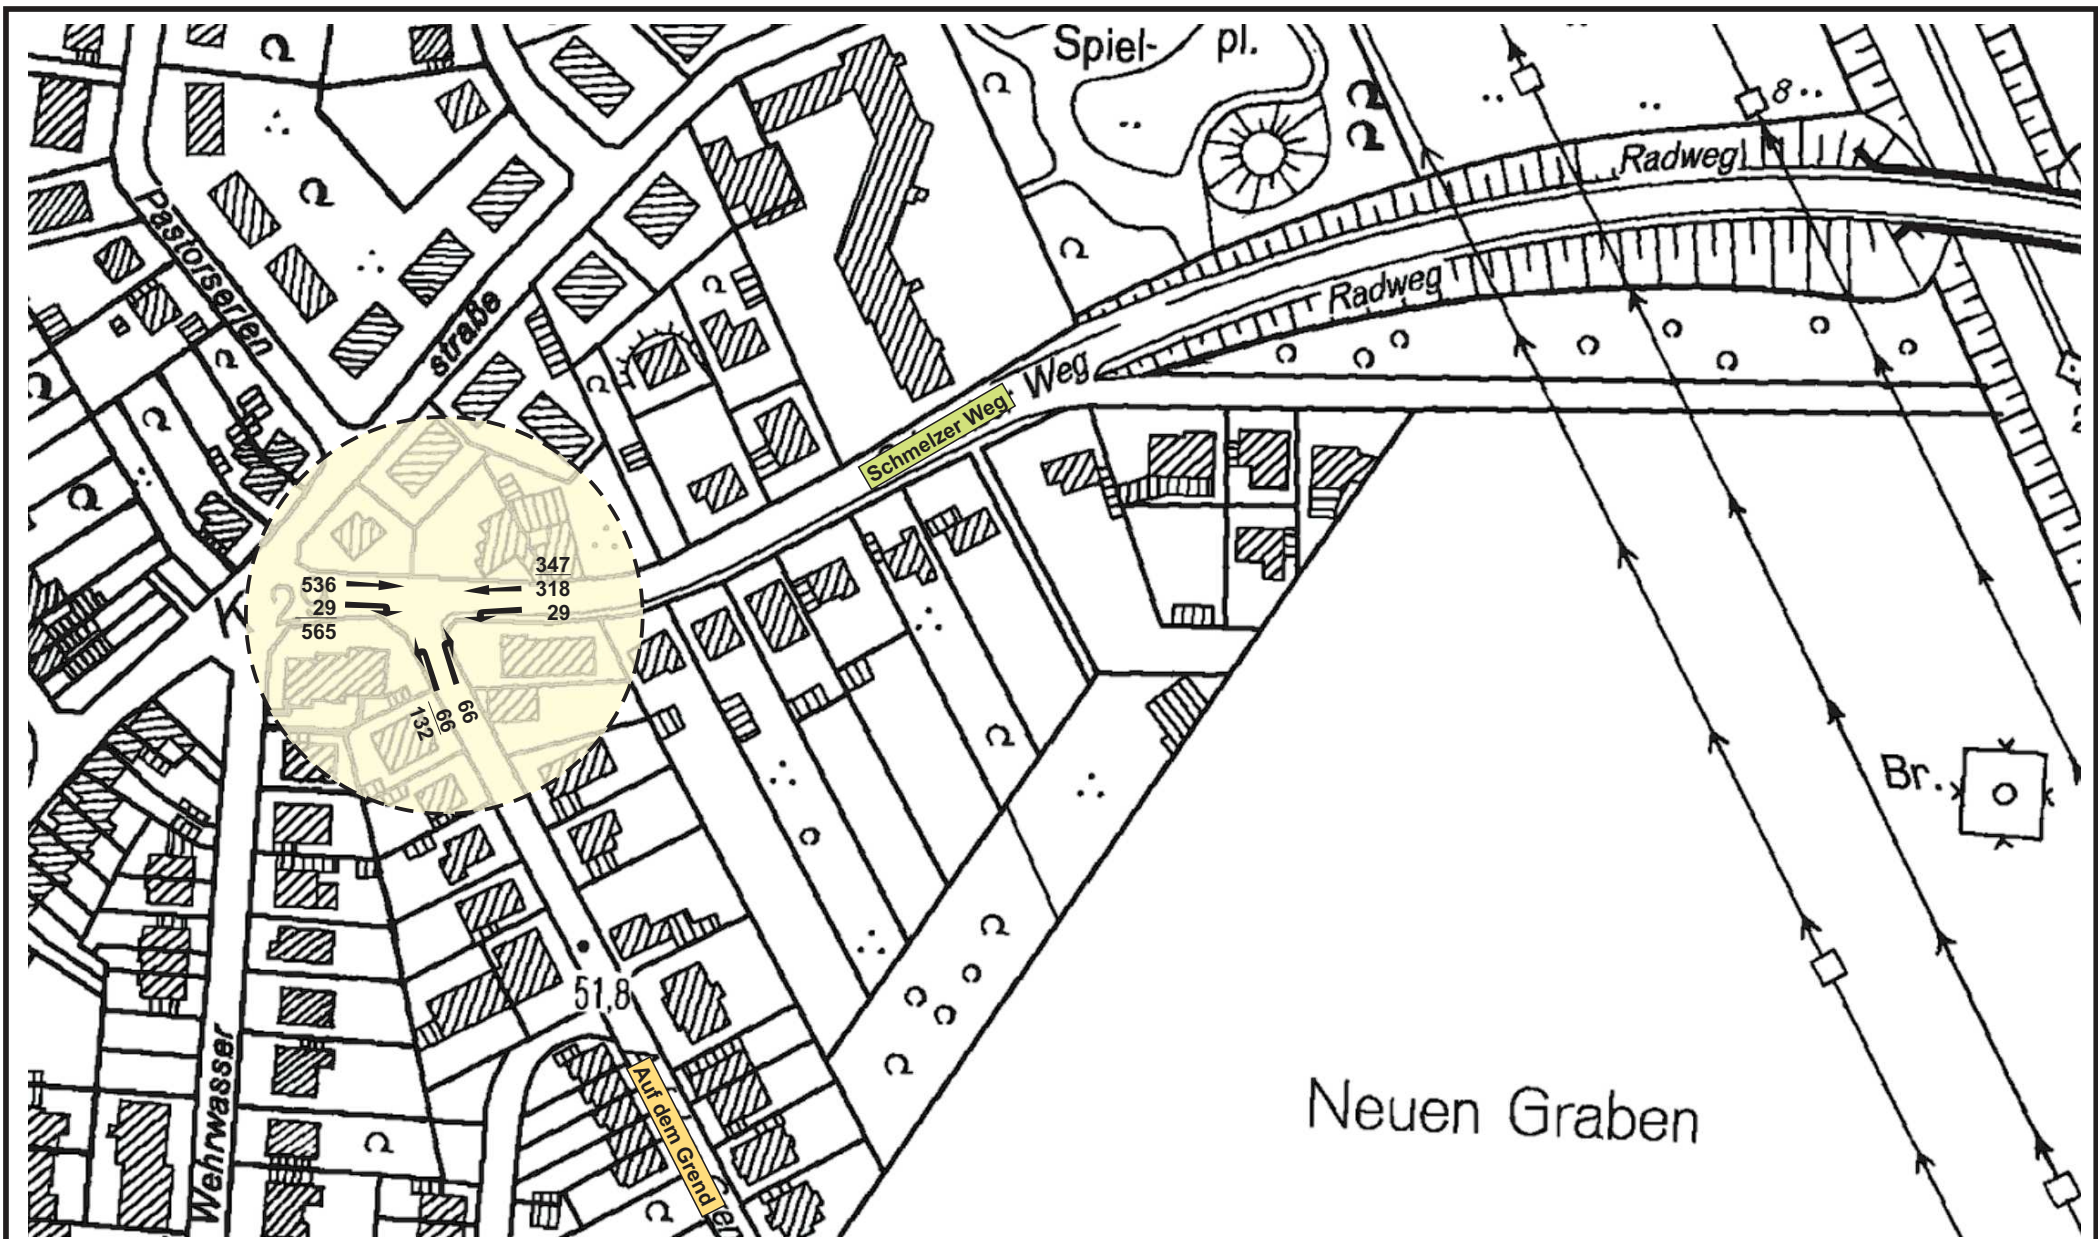 Spiel- pl.
8
Radweg
Pastorserlen
Radweg
straße
Weg
Schmelzer Weg
347
536
318
29
29
565
66
66
132
Br.
51,8
Wehrwasser
Auf dem Grend
Neuen Graben